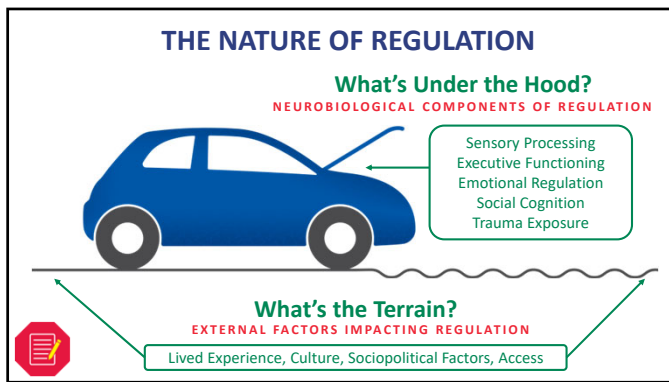 THE NATURE OF REGULATION
What's Under the Hood?
NEUROBIOLOGICAL COMPONENTS OF REGULATION
Sensory Processing
Executive Functioning
Emotional Regulation
Social Cognition
Trauma Exposure
What's the Terrain?
EXTERNAL FACTORS IMPACTING REGULATION
Lived Experience, Culture, Sociopolitical Factors, Access